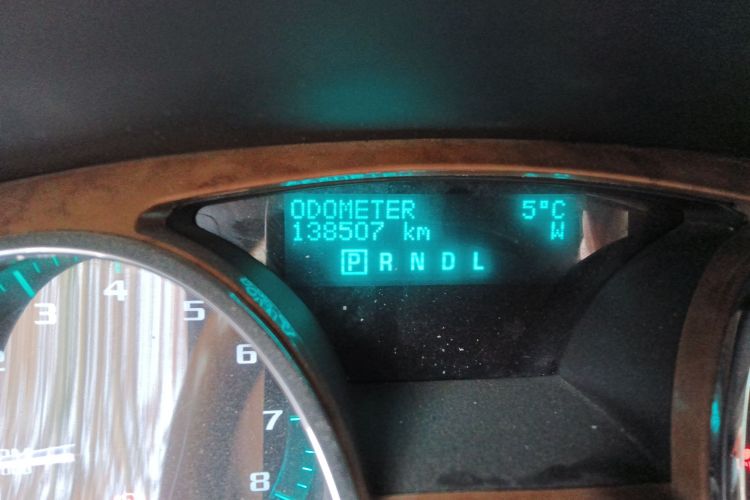 ODOMETER 5°C
138507 km W
P R N D L
3 4 5 6 7 8